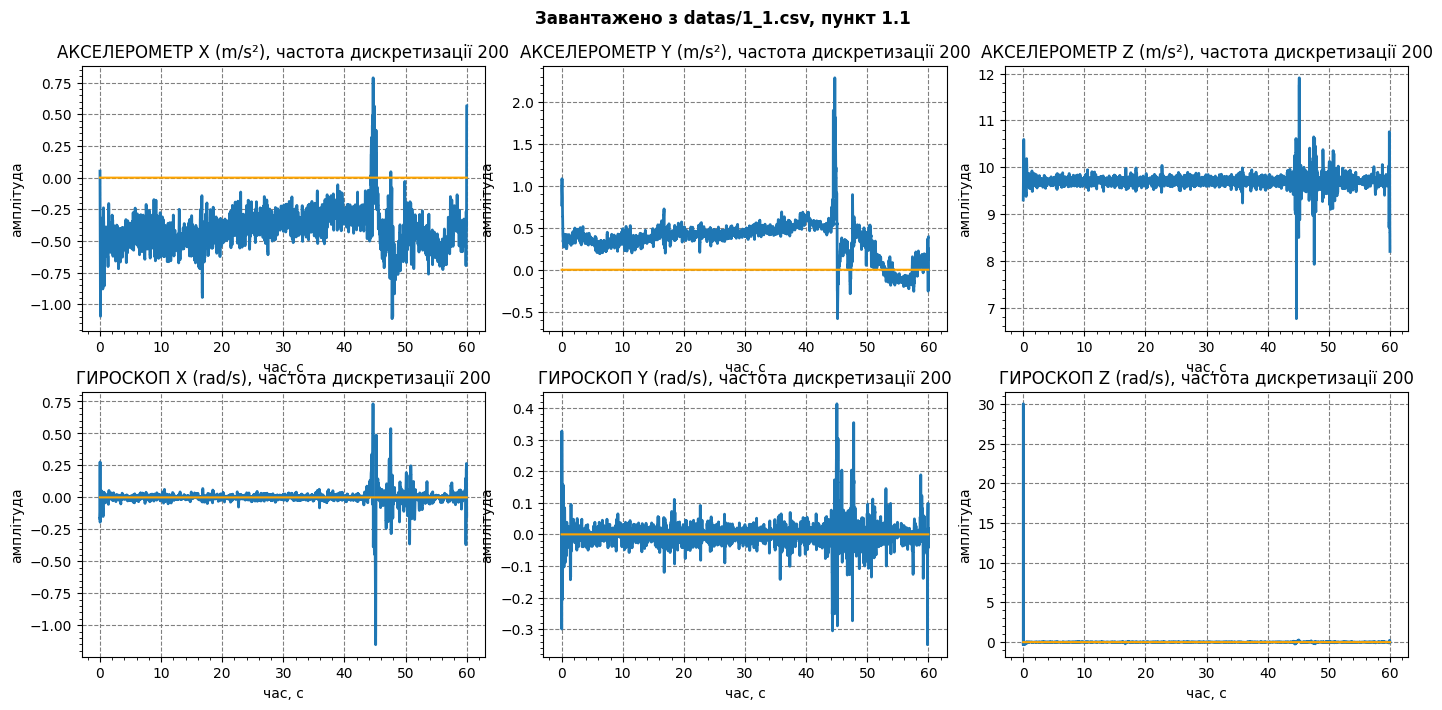 Завантажено з datas/1_1.csv, пункт 1.1
АКСЕЛЕРОМЕТР X (m/s²), частота дискретизації 200
амплітуда
0.75
0.50
0.25
0.00
−0.25
−0.50
−0.75
−1.00
0 10 20 30 40 50 60
час, с
АКСЕЛЕРОМЕТР Y (m/s²), частота дискретизації 200
амплітуда
2.0
1.5
1.0
0.5
0.0
−0.5
0 10 20 30 40 50 60
час, с
АКСЕЛЕРОМЕТР Z (m/s²), частота дискретизації 200
амплітуда
12
11
10
9
8
7
0 10 20 30 40 50 60
час, с
ГИРОСКОП X (rad/s), частота дискретизації 200
амплітуда
0.75
0.50
0.25
0.00
−0.25
−0.50
−0.75
−1.00
0 10 20 30 40 50 60
час, с
ГИРОСКОП Y (rad/s), частота дискретизації 200
амплітуда
0.4
0.3
0.2
0.1
0.0
−0.1
−0.2
−0.3
0 10 20 30 40 50 60
час, с
ГИРОСКОП Z (rad/s), частота дискретизації 200
амплітуда
30
25
20
15
10
5
0
0 10 20 30 40 50 60
час, с